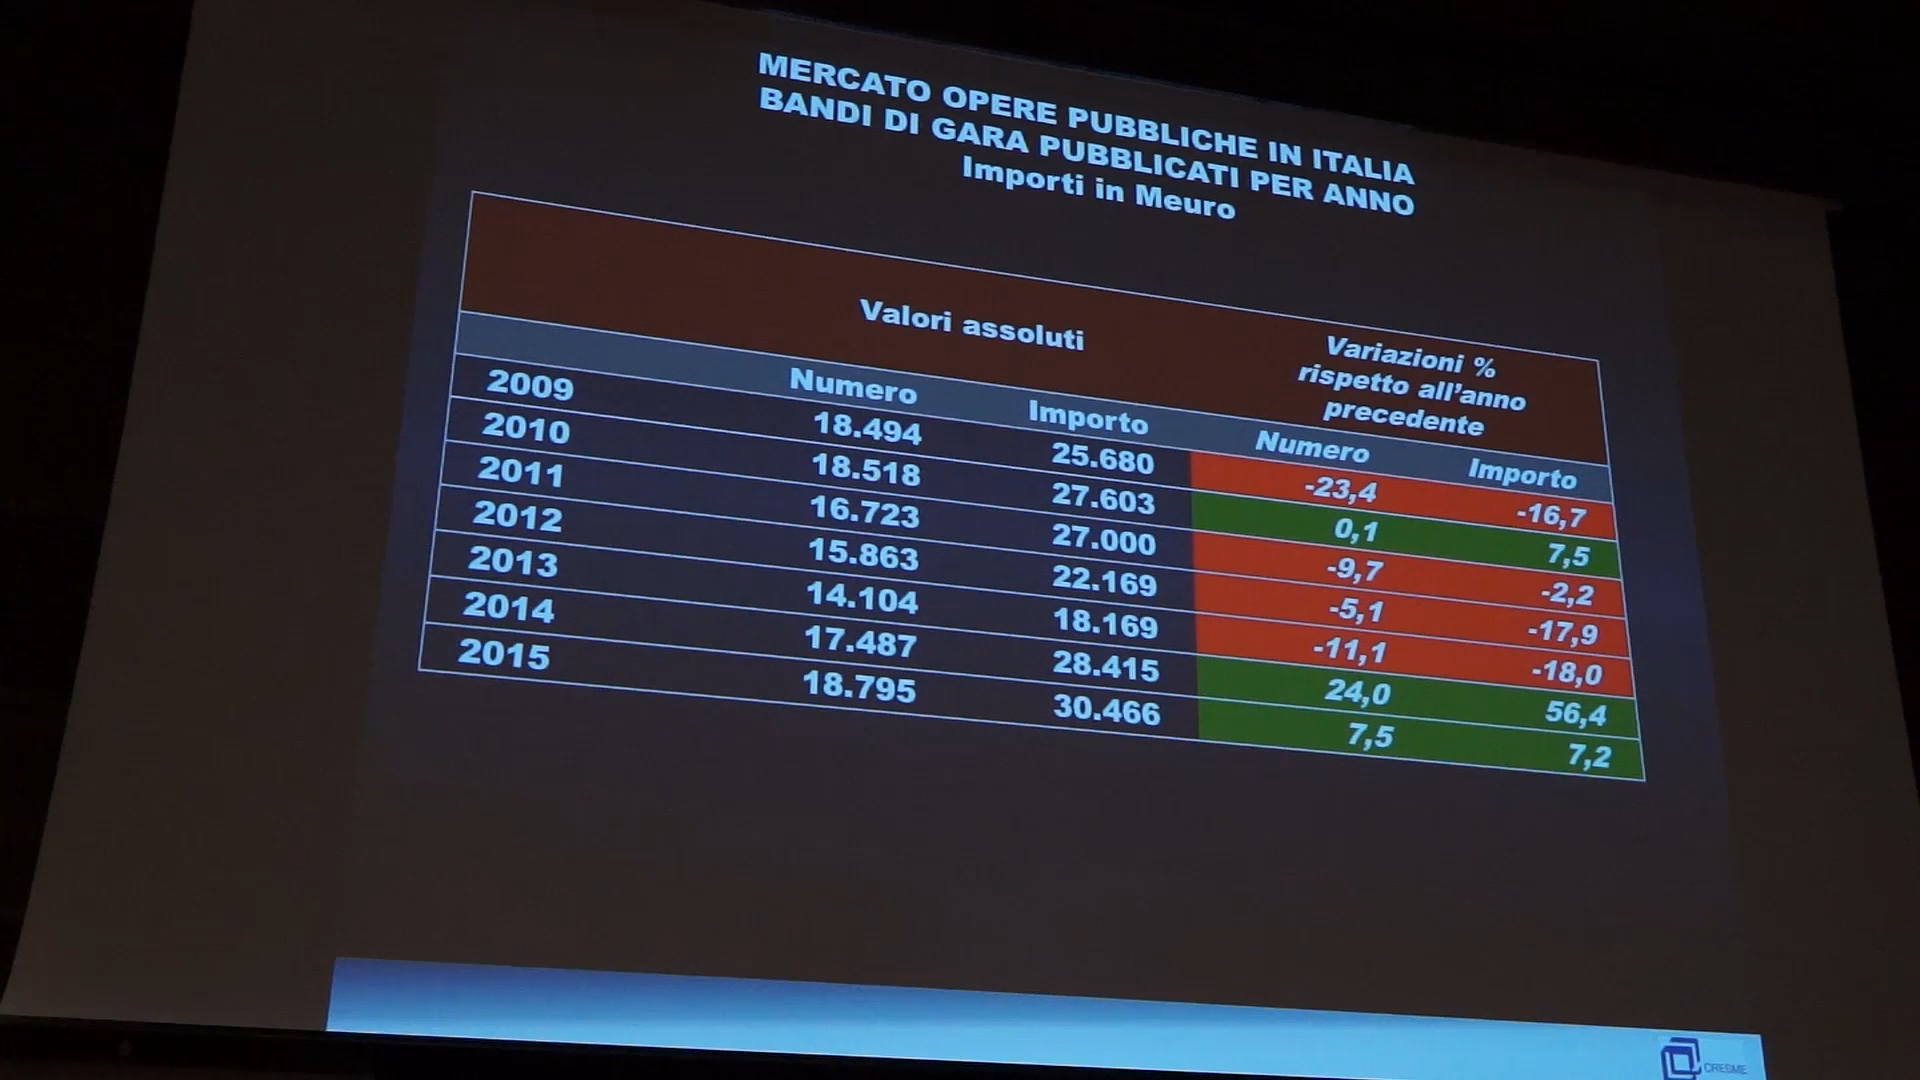 MERCATO OPERE PUBBLICHE IN ITALIA
BANDI DI GARA PUBBLICATI PER ANNO
Importi in Meuro
Valori assoluti
Variazioni %
rispetto all'anno
precedente
Numero Importo Numero Importo
2009 18.494 25.680 -23,4 -16,7
2010 18.518 27.603 0,1 7,5
2011 16.723 27.000 -9,7 -2,2
2012 15.863 22.169 -5,1 -17,9
2013 14.104 18.169 -11,1 -18,0
2014 17.487 28.415 24,0 56,4
2015 18.795 30.466 7,5 7,2
CRESME